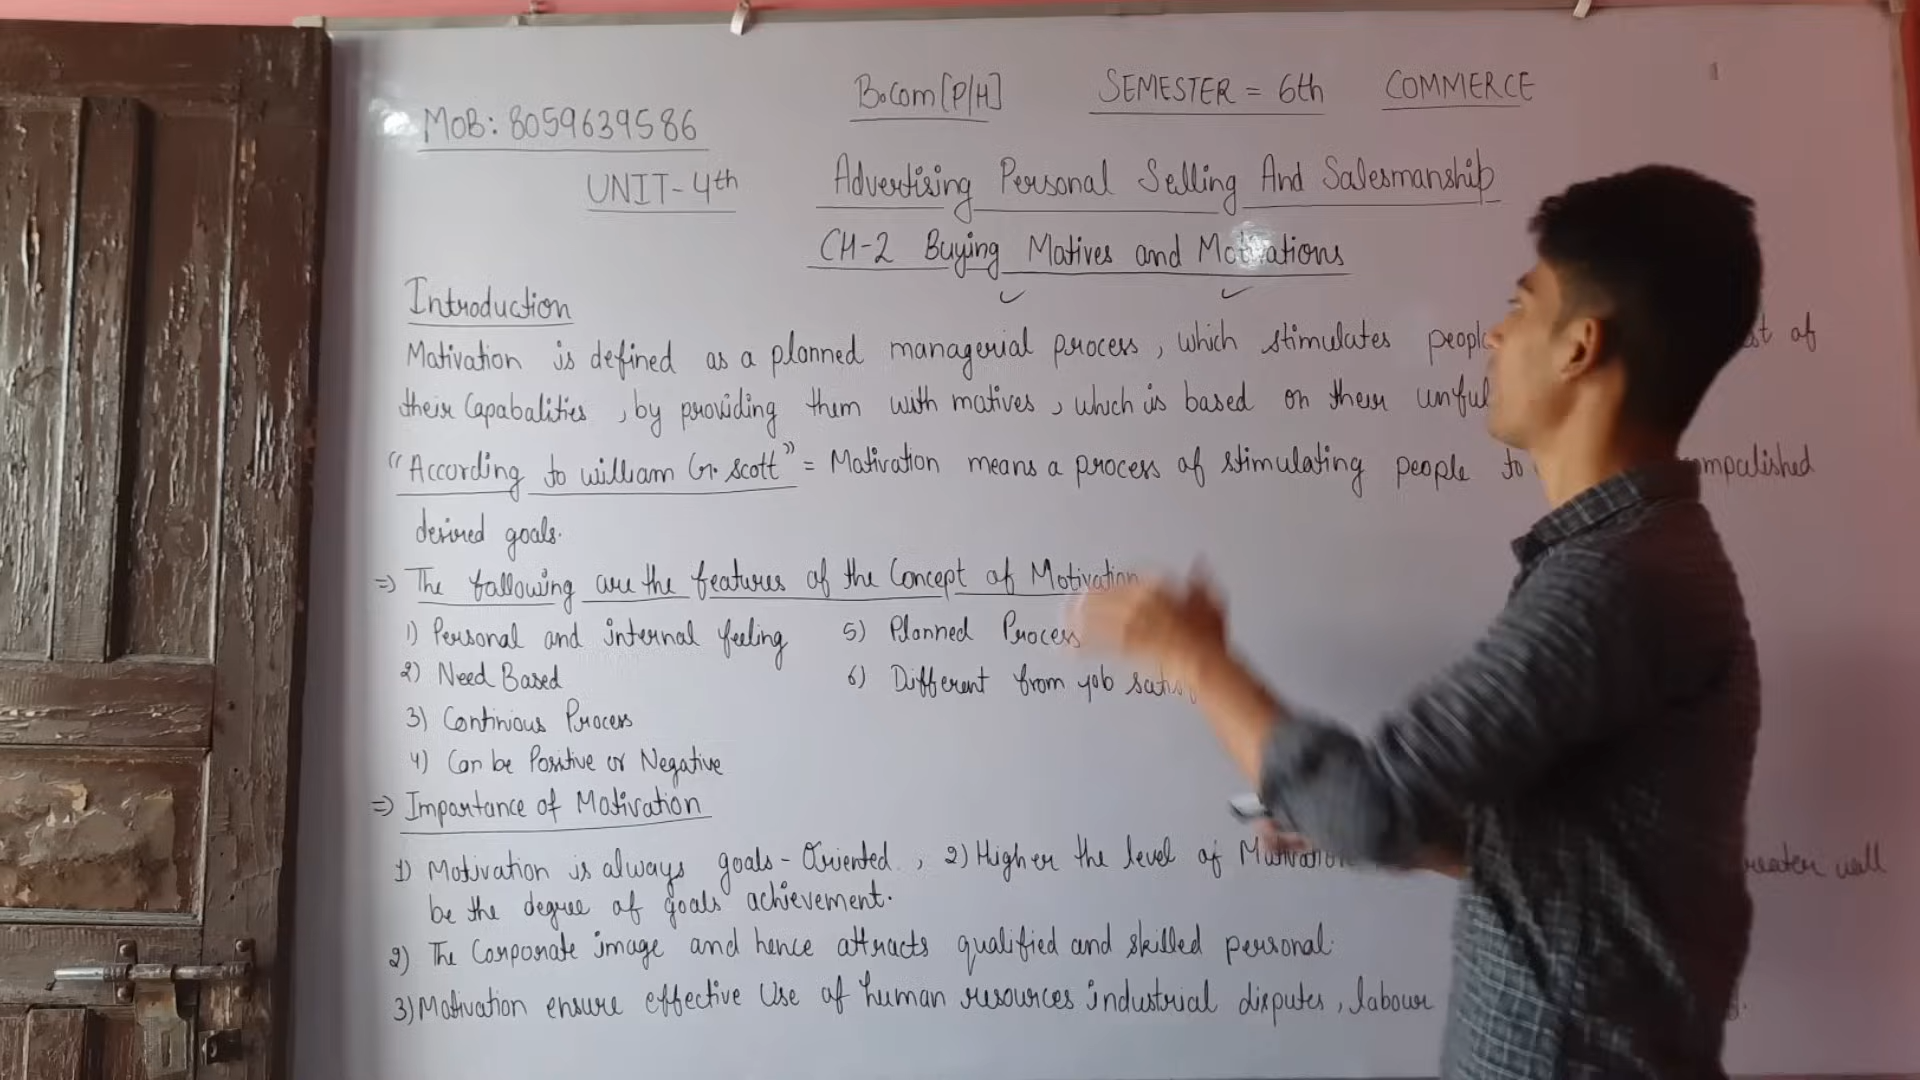 B.Com[P/H] SEMESTER = 6th COMMERCE
MOB: 8059639586
UNIT-4th Advertising Personal Selling And Salesmanship
CH-2 Buying Motives and Motivations
Introduction
Motivation is defined as a planned managerial process, which stimulates of
their Capabalities, by providing them with motives, which is based on their
"According to william G. scott" = Motivation means a process of stimulating people to
desired goals.
=) The following are the features of the Concept of Motivation
1) Personal and internal feeling 5) Planned Process
2) Need Based 6) Different from job
3) Continious Process
4) Can be Positive or Negative
=) Importance of Motivation
1) Motivation is always goals-Oriented, 2) Higher the level of Motivation will
be the degree of goals achievement.
2) The Corporate image and hence attracts qualified and skilled personal.
3) Motivation ensure effective Use of human resources industrial disputes, labour